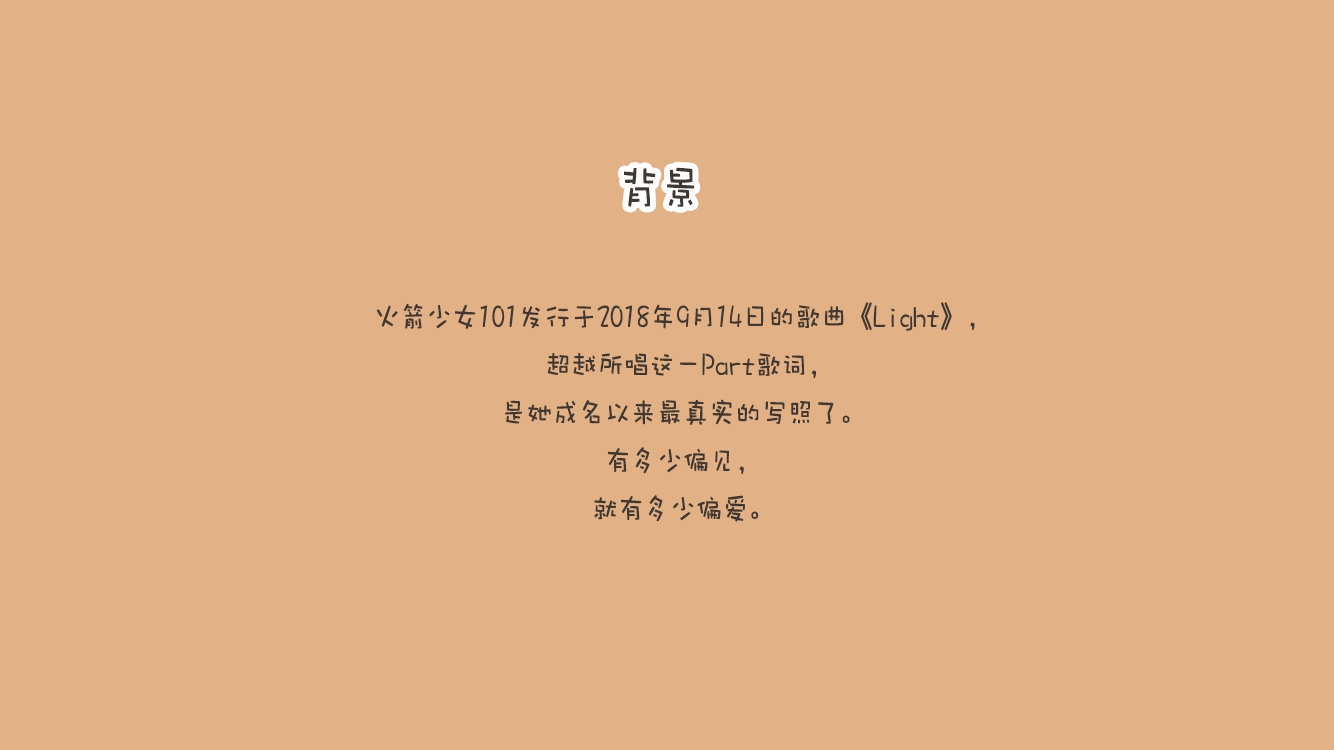 背景
火箭少女101发行于2018年9月14日的歌曲《Light》,
超越所唱这一Part歌词,
是她成名以来最真实的写照了。
有多少偏见,
就有多少偏爱。